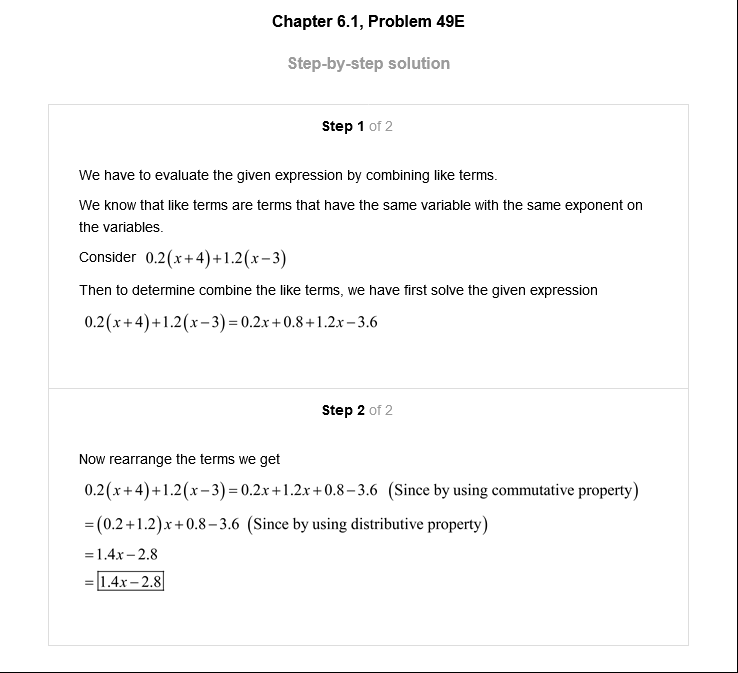 Chapter 6.1, Problem 49E
Step-by-step solution
Step 1 of 2
We have to evaluate the given expression by combining like terms.
We know that like terms are terms that have the same variable with the same exponent on
the variables.
Consider 0.2(x+4)+1.2(x−3)
Then to determine combine the like terms, we have first solve the given expression
0.2(x+4)+1.2(x−3)=0.2x+0.8+1.2x−3.6
Step 2 of 2
Now rearrange the terms we get
0.2(x+4)+1.2(x−3)=0.2x+1.2x+0.8−3.6 (Since by using commutative property)
=(0.2+1.2)x+0.8−3.6 (Since by using distributive property)
=1.4x−2.8
=1.4x−2.8